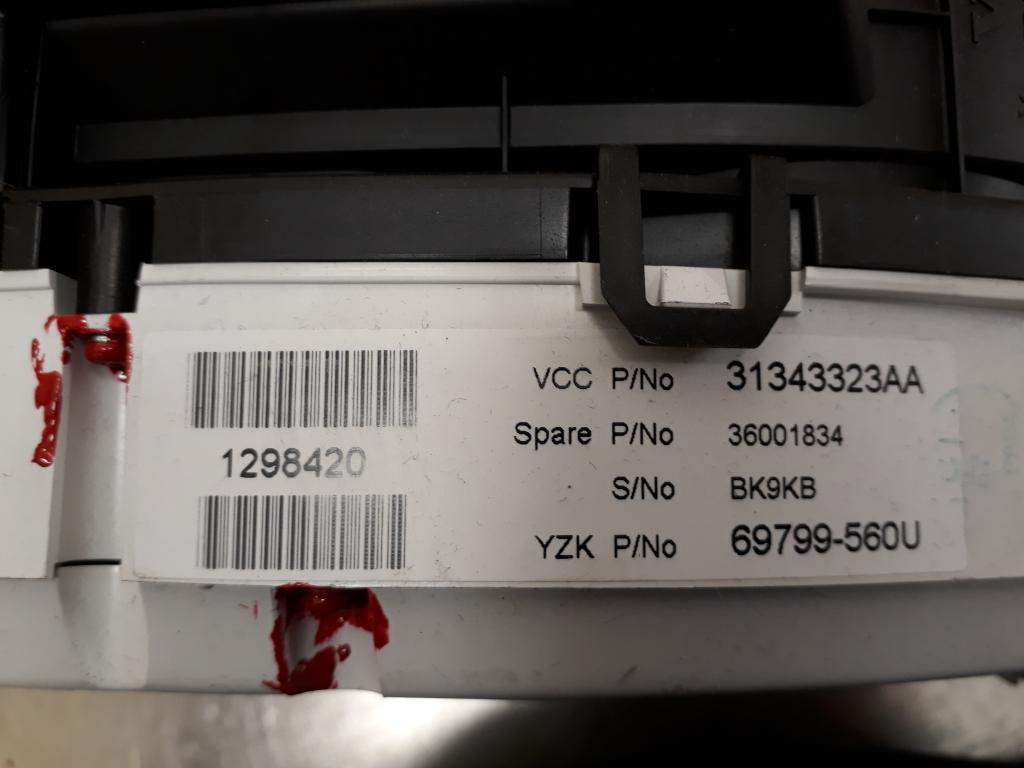 1298420
VCC P/No 31343323AA
Spare P/No 36001834
S/No BK9KB
YZK P/No 69799-560U